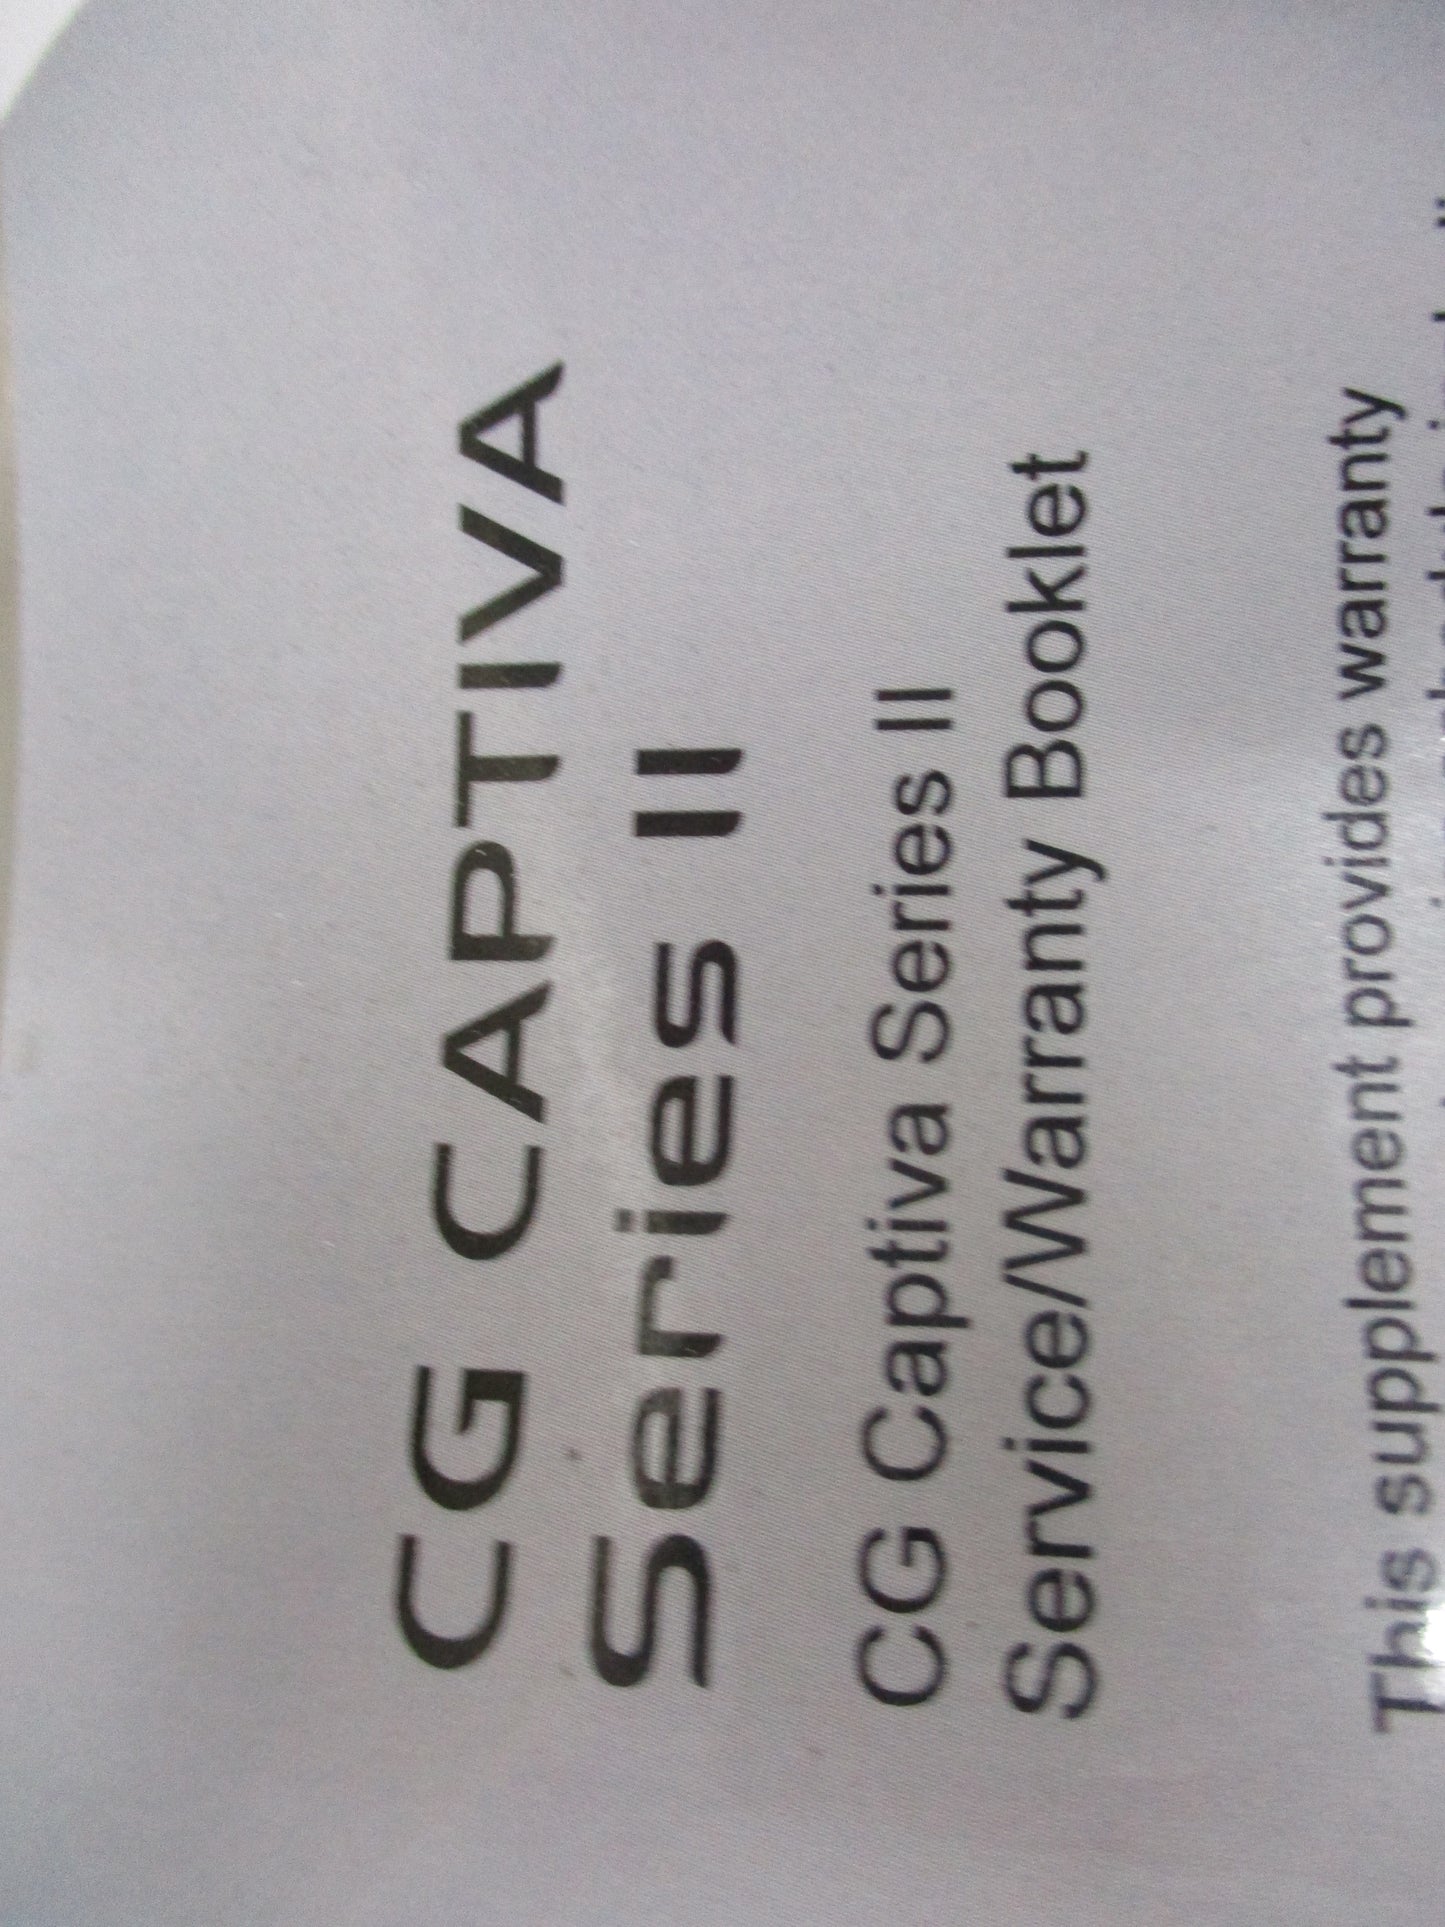 CG CAPTIVA
Series II
CG Captiva Series II
Service/Warranty Booklet
This supplement provides warranty